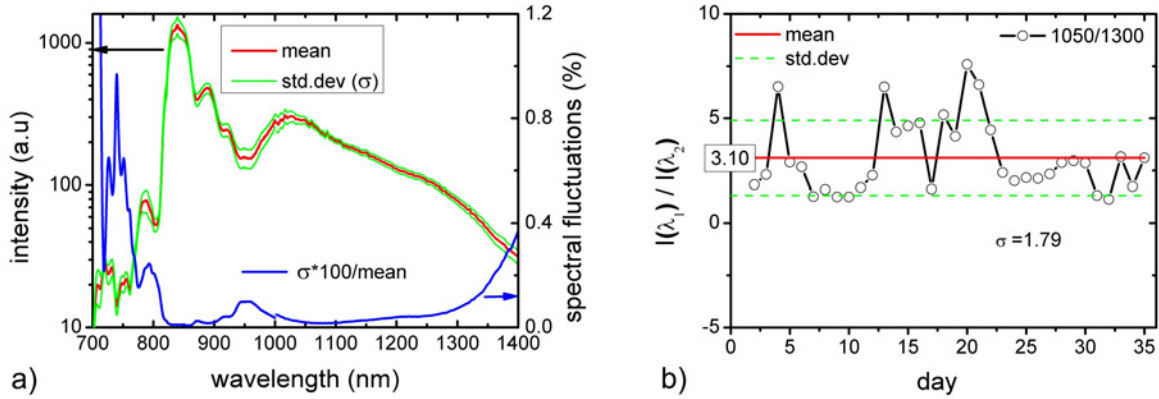 1000
100
10
intensity (a.u)
mean
std.dev (σ)
σ*100/mean
1.2
0.8
0.4
0.0
spectral fluctuations (%)
700 800 900 1000 1100 1200 1300 1400
wavelength (nm)
a)
10
5
0
-5
I(λ1) / I(λ2)
mean
std.dev
1050/1300
3.10
σ =1.79
0 5 10 15 20 25 30 35
day
b)